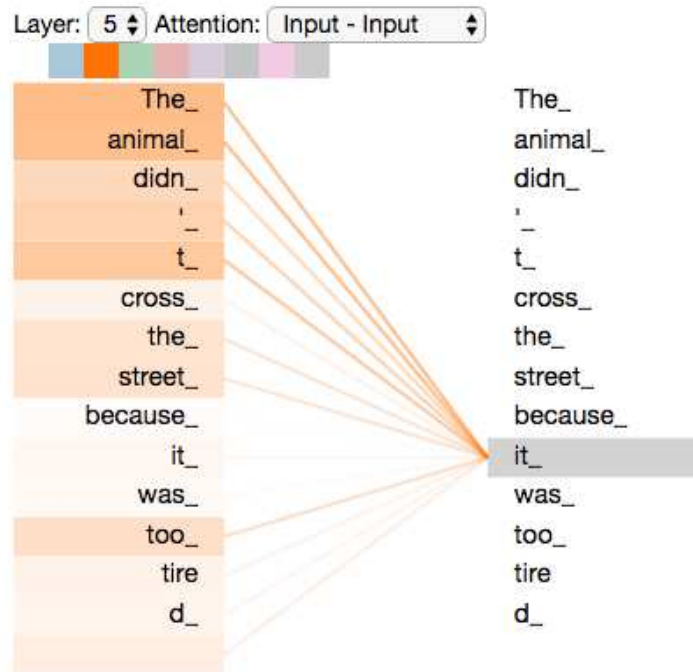 Layer: 5 Attention: Input - Input
The_ The_
animal_ animal_
didn_ didn_
'_ '_
t_ t_
cross_ cross_
the_ the_
street_ street_
because_ because_
it_ it_
was_ was_
too_ too_
tire tire
d_ d_